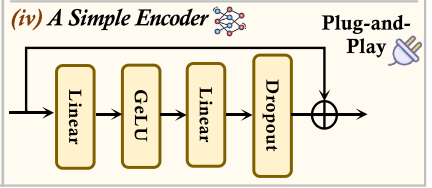 (iv) A Simple Encoder
Plug-and-
Play
Linear
GeLU
Linear
Dropout